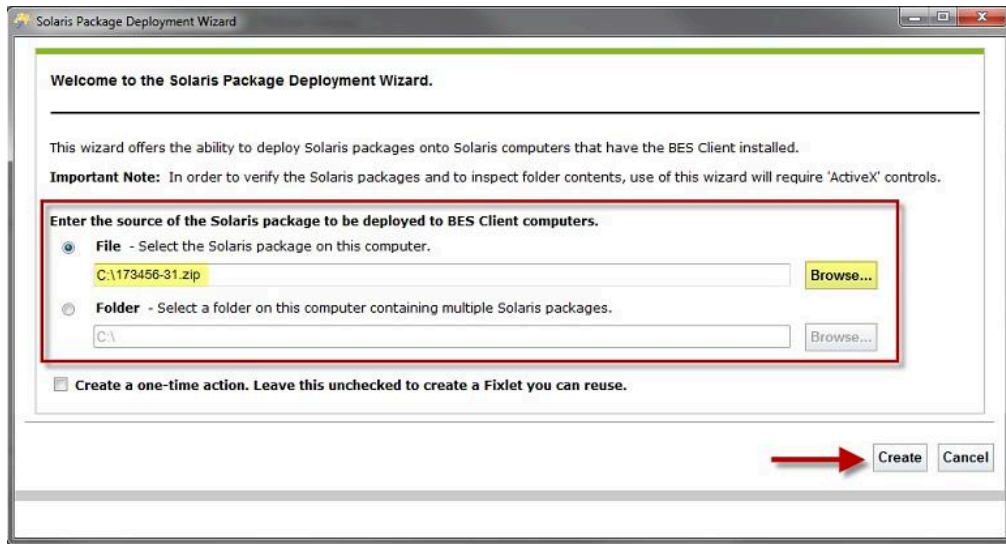 Solaris Package Deployment Wizard
Welcome to the Solaris Package Deployment Wizard.
This wizard offers the ability to deploy Solaris packages onto Solaris computers that have the BES Client installed.
Important Note: In order to verify the Solaris packages and to inspect folder contents, use of this wizard will require 'ActiveX' controls.
Enter the source of the Solaris package to be deployed to BES Client computers.
File - Select the Solaris package on this computer.
C:\173456-31.zip Browse...
Folder - Select a folder on this computer containing multiple Solaris packages.
C:\ Browse...
Create a one-time action. Leave this unchecked to create a Fixlet you can reuse.
Create Cancel